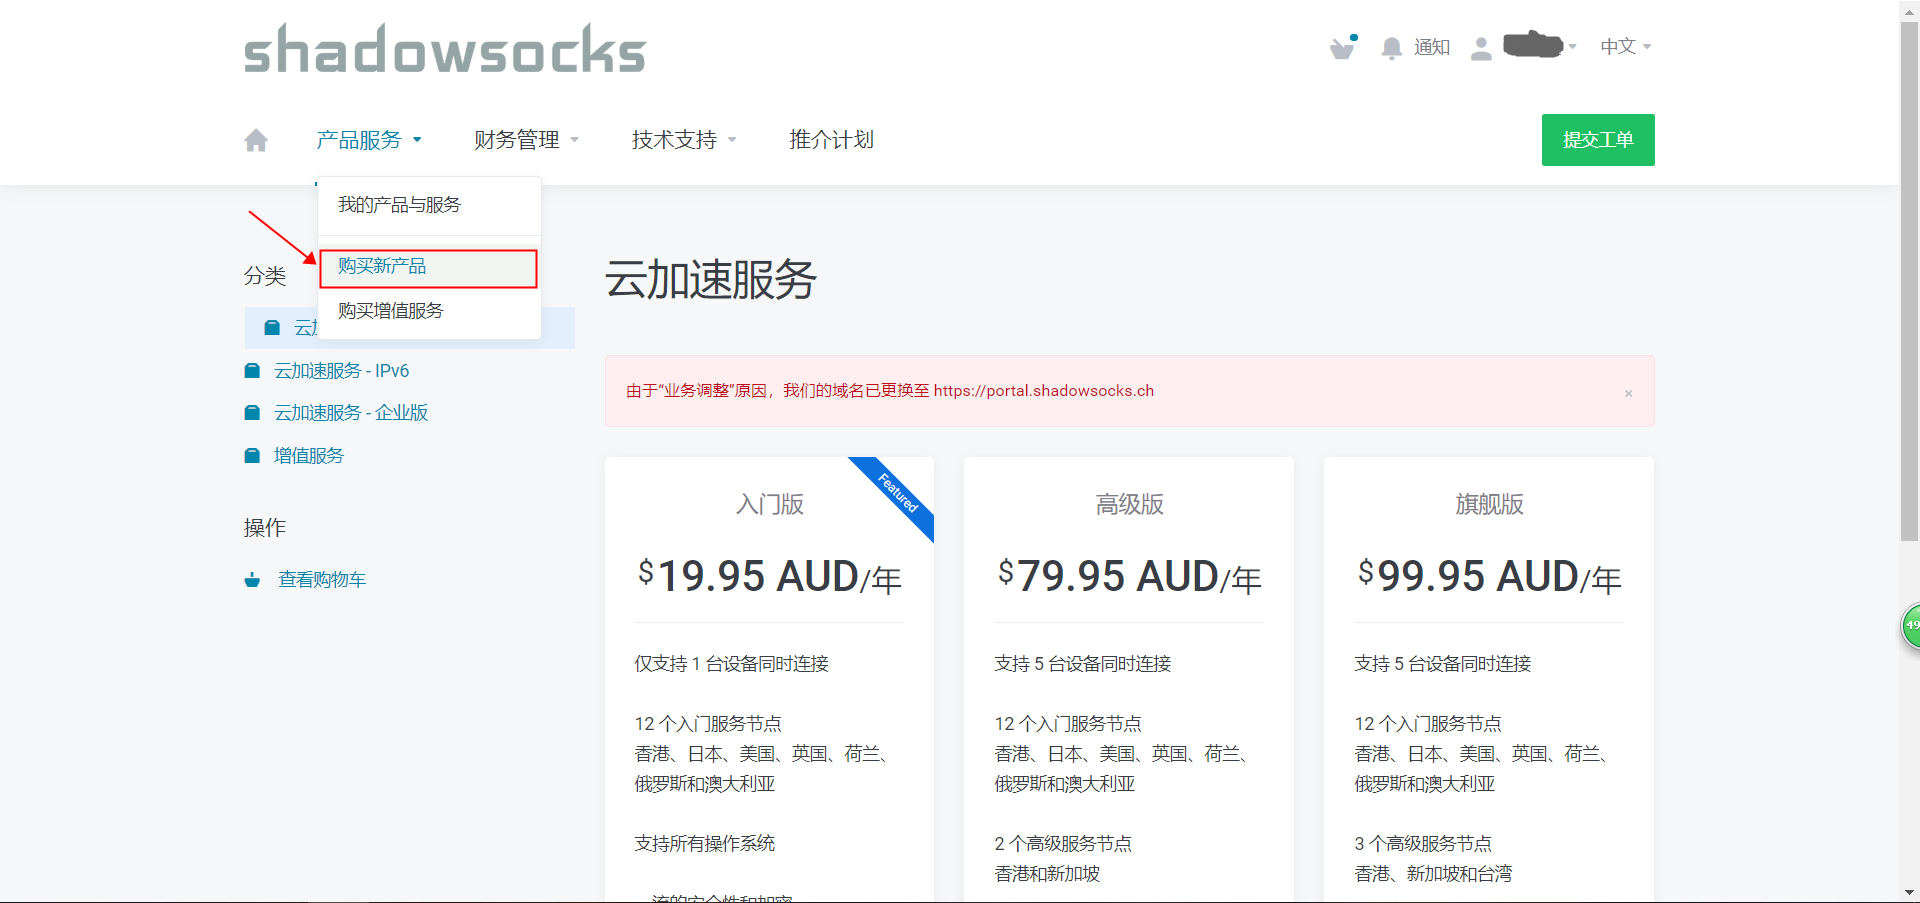 shadowsocks
通知
中文
产品服务
财务管理
技术支持
推介计划
提交工单
我的产品与服务
购买新产品
购买增值服务
分类
云加
云加速服务 - IPv6
云加速服务 - 企业版
增值服务
操作
查看购物车
云加速服务
由于“业务调整”原因，我们的域名已更换至 https://portal.shadowsocks.ch
×
Featured
入门版
$19.95 AUD/年
仅支持 1 台设备同时连接
12 个入门服务节点
香港、日本、美国、英国、荷兰、
俄罗斯和澳大利亚
支持所有操作系统
流的安全性和加密
高级版
$79.95 AUD/年
支持 5 台设备同时连接
12 个入门服务节点
香港、日本、美国、英国、荷兰、
俄罗斯和澳大利亚
2 个高级服务节点
香港和新加坡
旗舰版
$99.95 AUD/年
支持 5 台设备同时连接
12 个入门服务节点
香港、日本、美国、英国、荷兰、
俄罗斯和澳大利亚
3 个高级服务节点
香港、新加坡和台湾
49